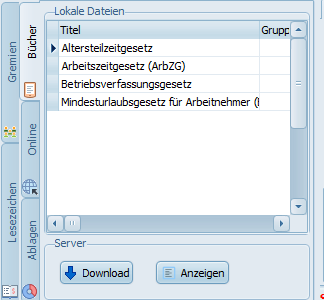 Gremien
Lesezeichen
Bücher
Online
Ablagen
Lokale Dateien
Titel Grupp
Altersteilzeitgesetz
Arbeitszeitgesetz (ArbZG)
Betriebsverfassungsgesetz
Mindesturlaubsgesetz für Arbeitnehmer (
Server
Download Anzeigen